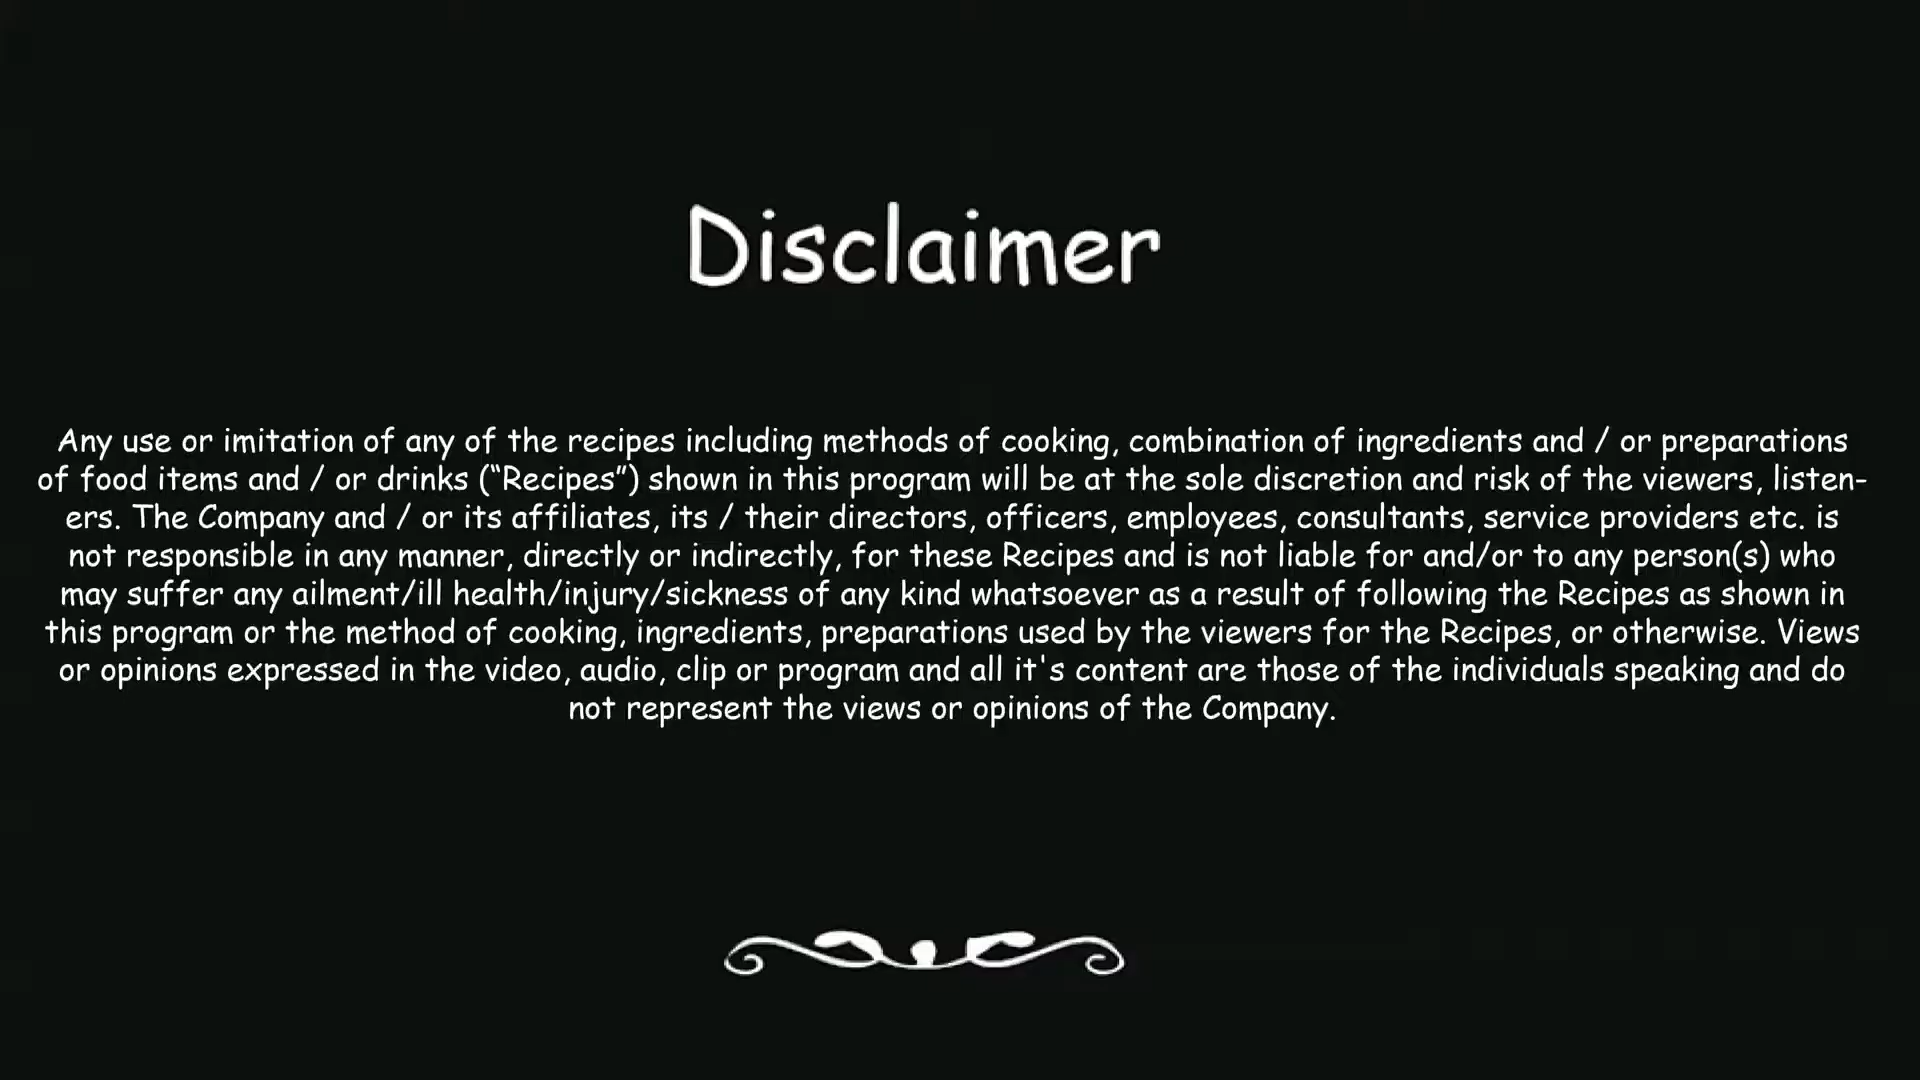 Disclaimer
Any use or imitation of any of the recipes including methods of cooking, combination of ingredients and / or preparations
of food items and / or drinks (“Recipes”) shown in this program will be at the sole discretion and risk of the viewers, listen-
ers. The Company and / or its affiliates, its / their directors, officers, employees, consultants, service providers etc. is
not responsible in any manner, directly or indirectly, for these Recipes and is not liable for and/or to any person(s) who
may suffer any ailment/ill health/injury/sickness of any kind whatsoever as a result of following the Recipes as shown in
this program or the method of cooking, ingredients, preparations used by the viewers for the Recipes, or otherwise. Views
or opinions expressed in the video, audio, clip or program and all it's content are those of the individuals speaking and do
not represent the views or opinions of the Company.